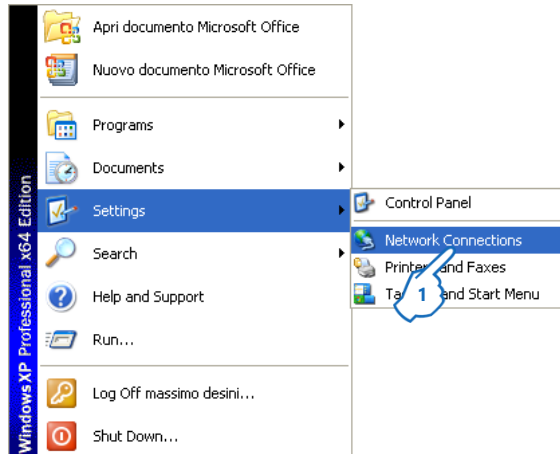 Apri documento Microsoft Office
Nuovo documento Microsoft Office
Programs
Documents
Settings
Search
Help and Support
Run...
Log Off massimo desini...
Shut Down...
Windows XP Professional x64 Edition
Control Panel
Network Connections
Printers and Faxes
and Start Menu
1